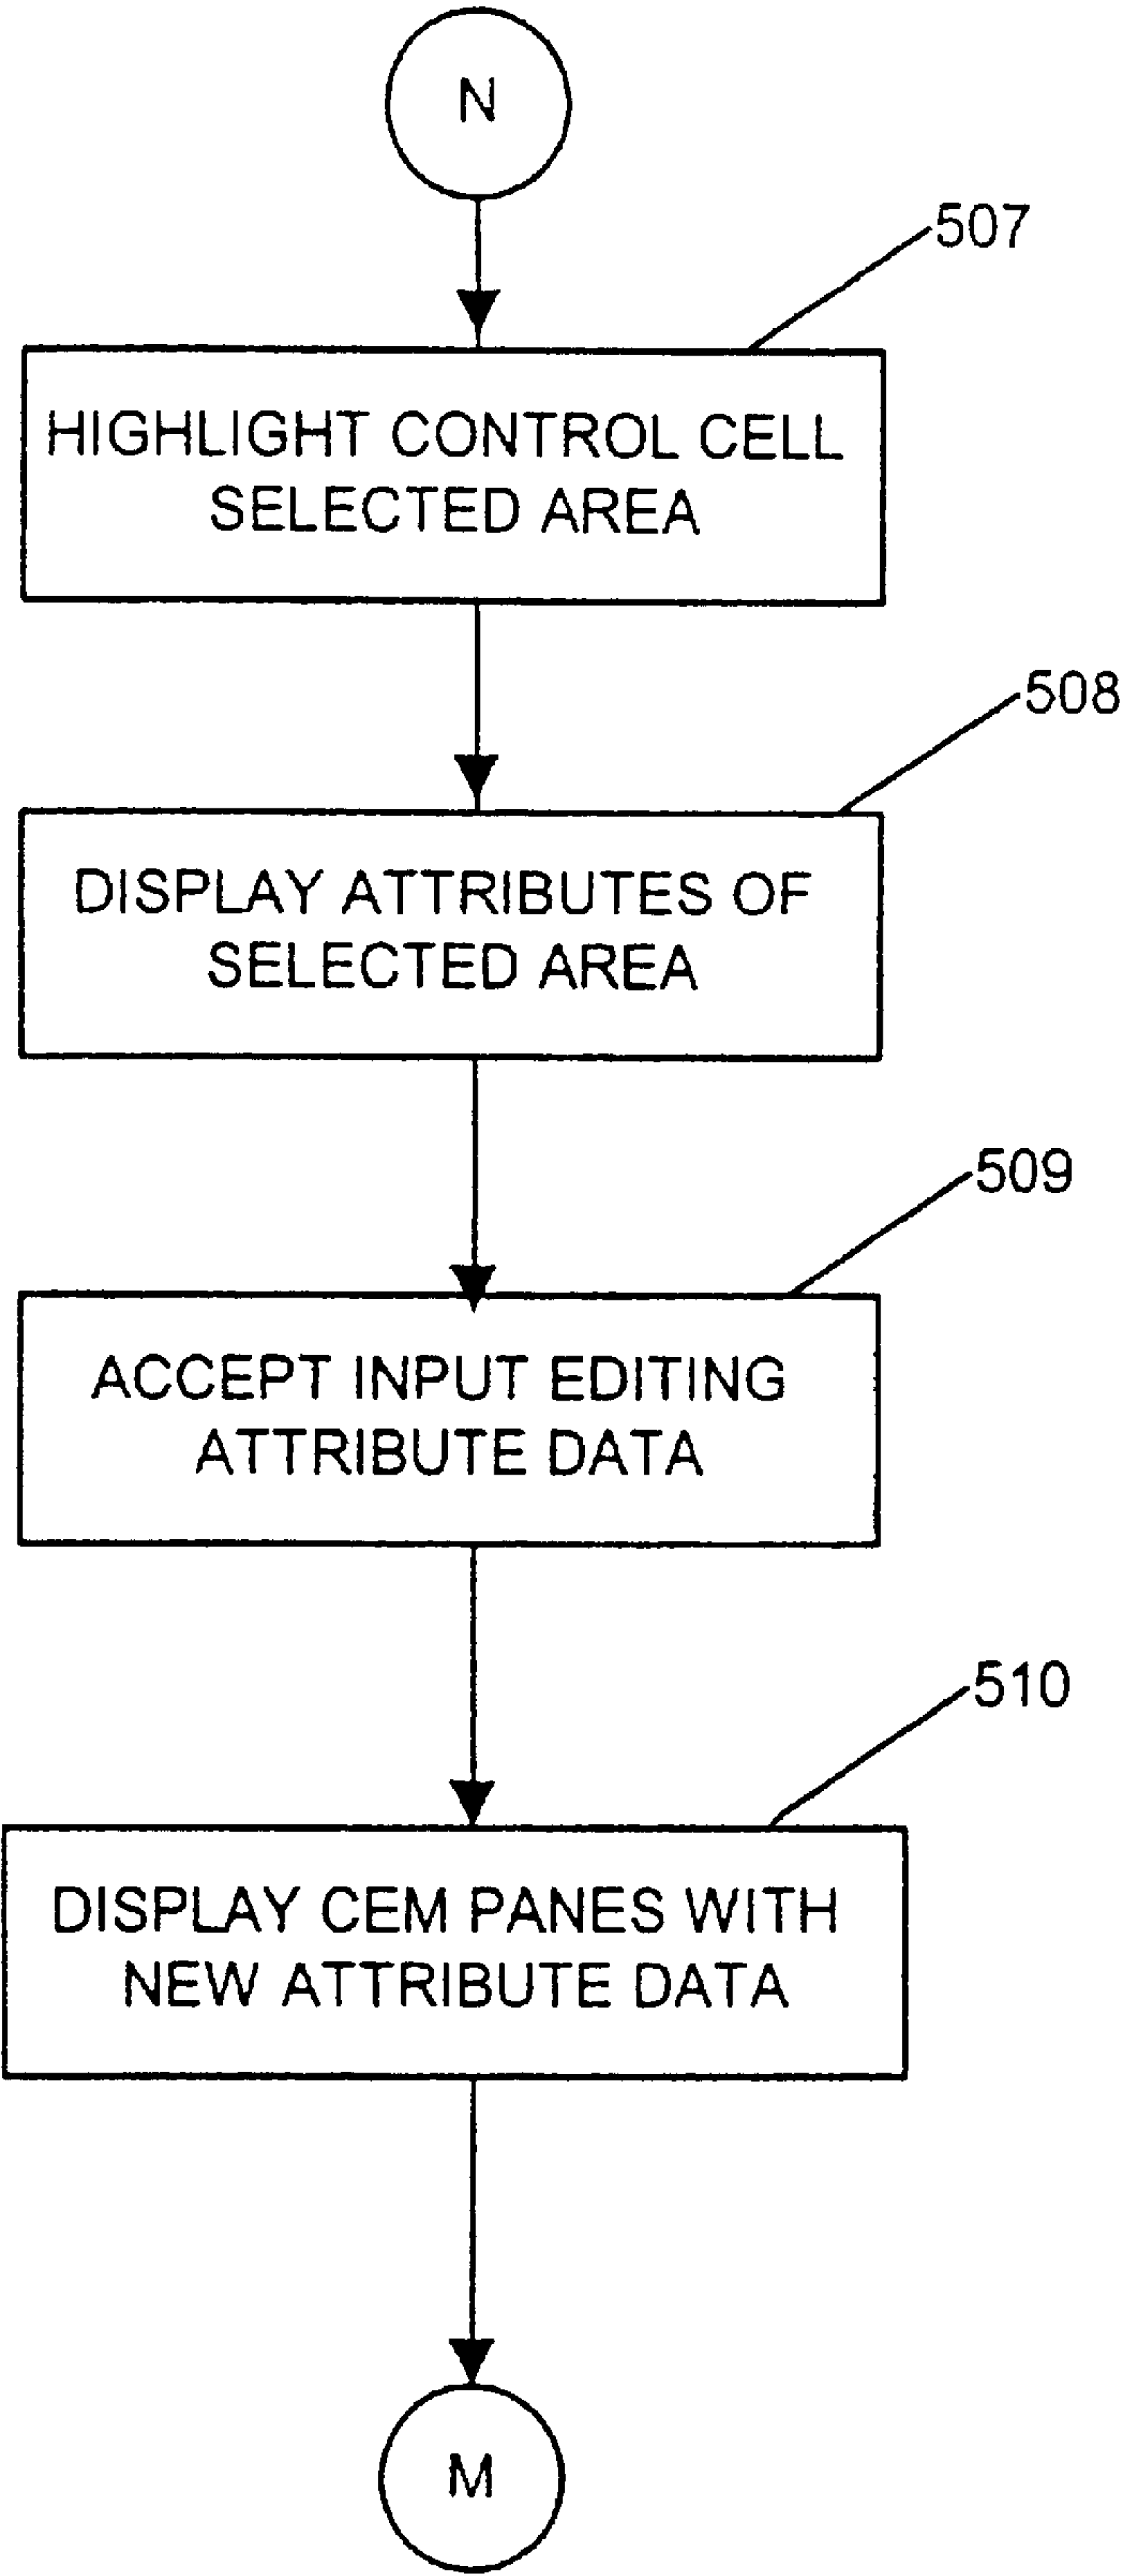 N
507
HIGHLIGHT CONTROL CELL
SELECTED AREA
508
DISPLAY ATTRIBUTES OF
SELECTED AREA
509
ACCEPT INPUT EDITING
ATTRIBUTE DATA
510
DISPLAY CEM PANES WITH
NEW ATTRIBUTE DATA
M